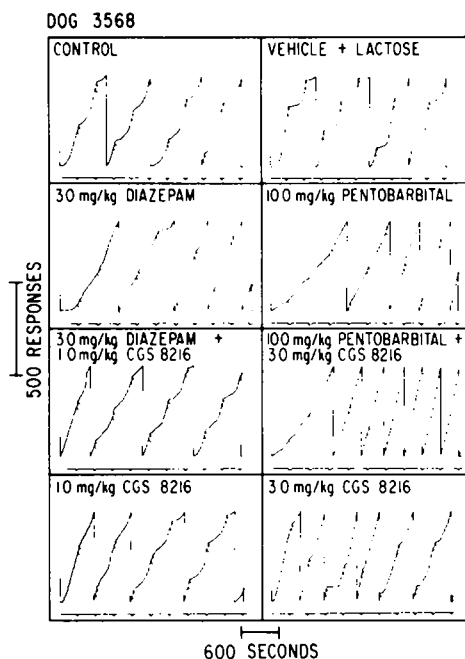 DOG 3568
CONTROL
VEHICLE + LACTOSE
30 mg/kg DIAZEPAM
100 mg/kg PENTOBARBITAL
30 mg/kg DIAZEPAM +
10 mg/kg CGS 8216
100 mg/kg PENTOBARBITAL +
30 mg/kg CGS 8216
10 mg/kg CGS 8216
30 mg/kg CGS 8216
500 RESPONSES
600 SECONDS